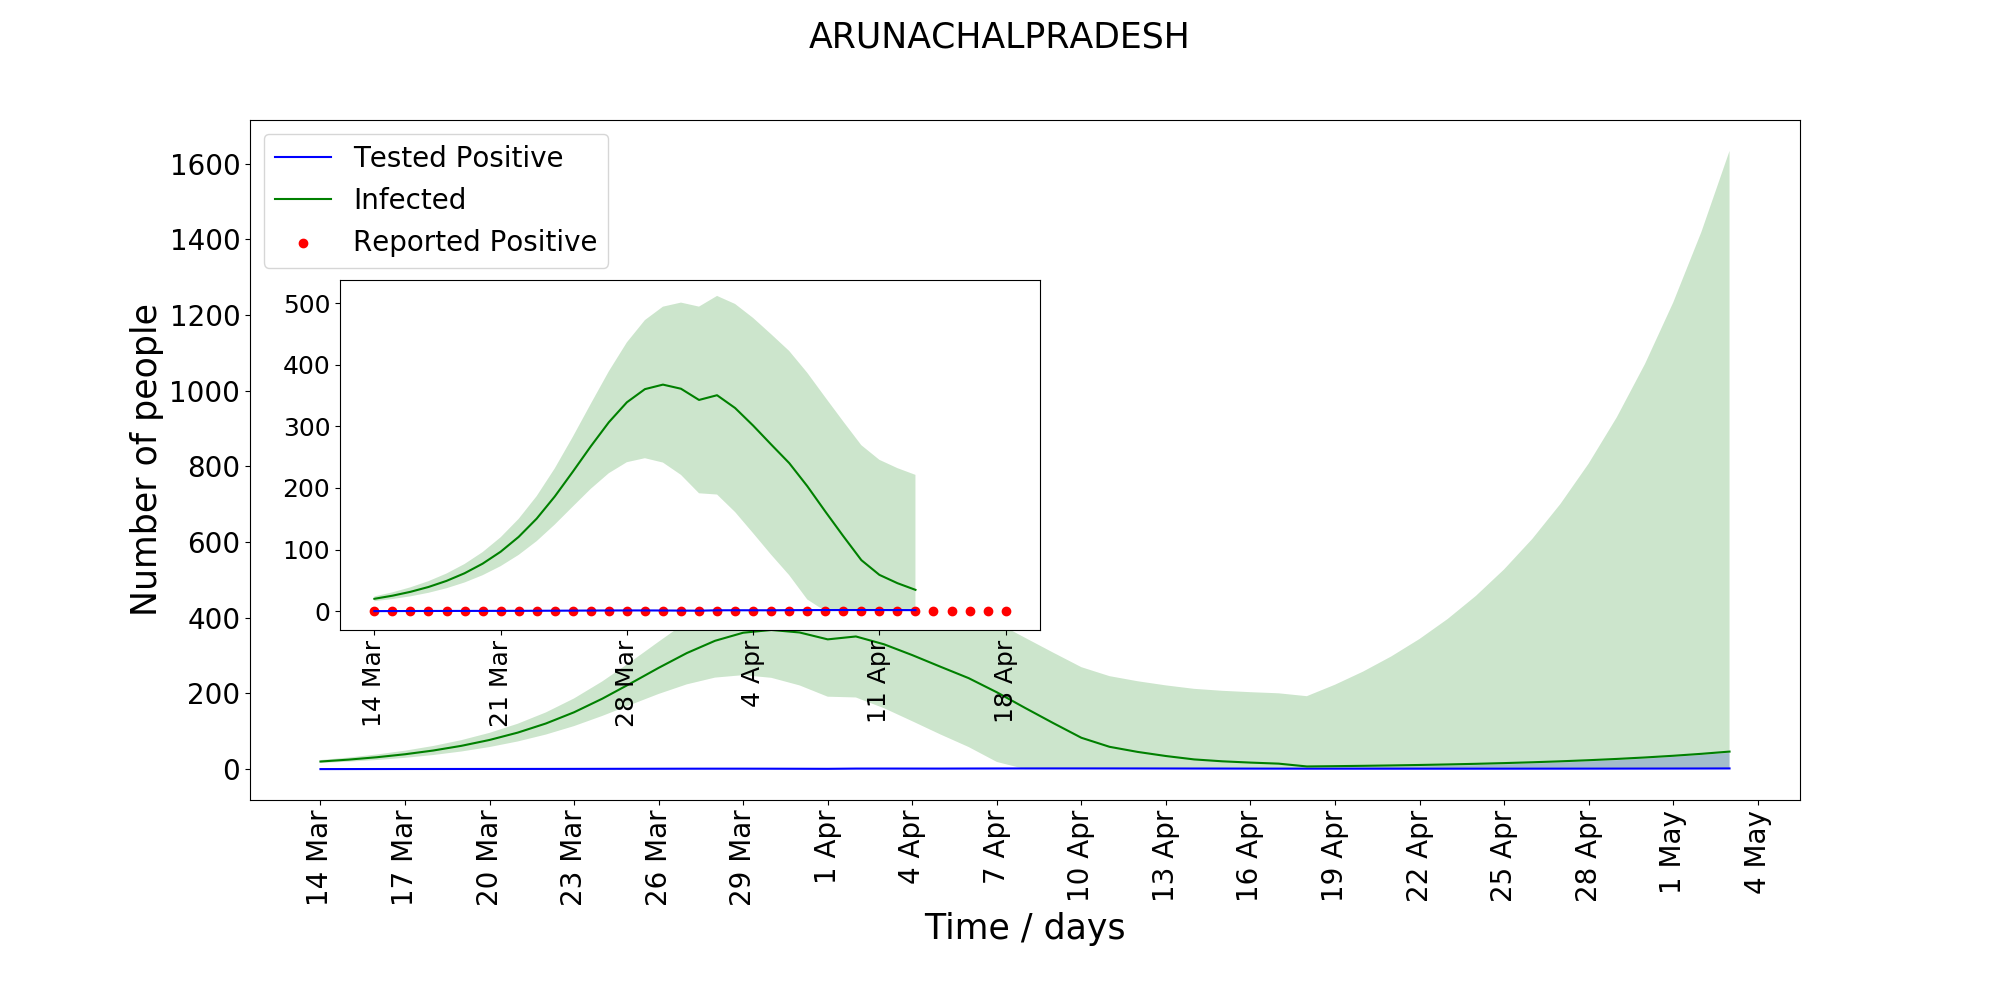 ARUNACHALPRADESH
Tested Positive
Infected
Reported Positive
Number of people
1600
1400
1200
1000
800
600
400
200
0
500
400
300
200
100
0
14 Mar
21 Mar
28 Mar
4 Apr
11 Apr
18 Apr
14 Mar
17 Mar
20 Mar
23 Mar
26 Mar
29 Mar
1 Apr
4 Apr
7 Apr
10 Apr
13 Apr
16 Apr
19 Apr
22 Apr
25 Apr
28 Apr
1 May
4 May
Time / days